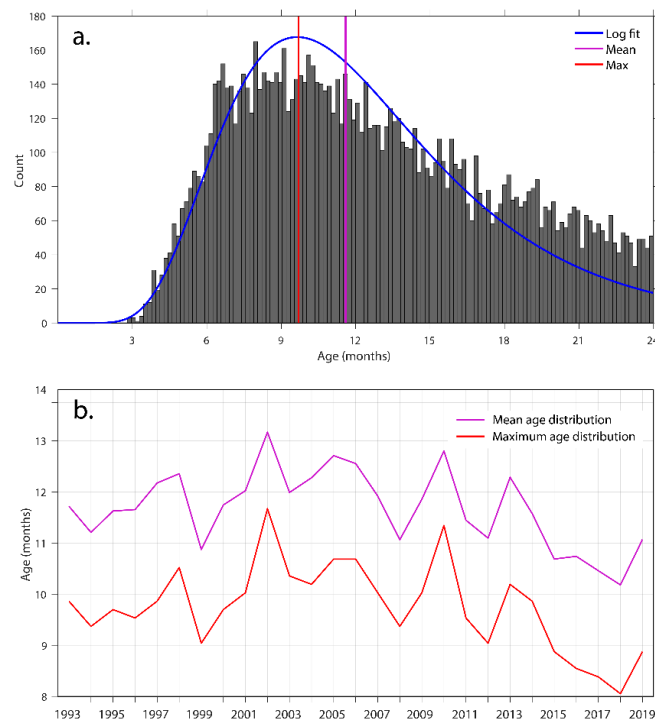 a.
Log fit
Mean
Max
180
160
140
120
100
80
60
40
20
0
Count
3 6 9 12 15 18 21 24
Age (months)
b.
Mean age distribution
Maximum age distribution
14
13
12
11
10
9
8
Age (months)
1993 1995 1997 1999 2001 2003 2005 2007 2009 2011 2013 2015 2017 2019